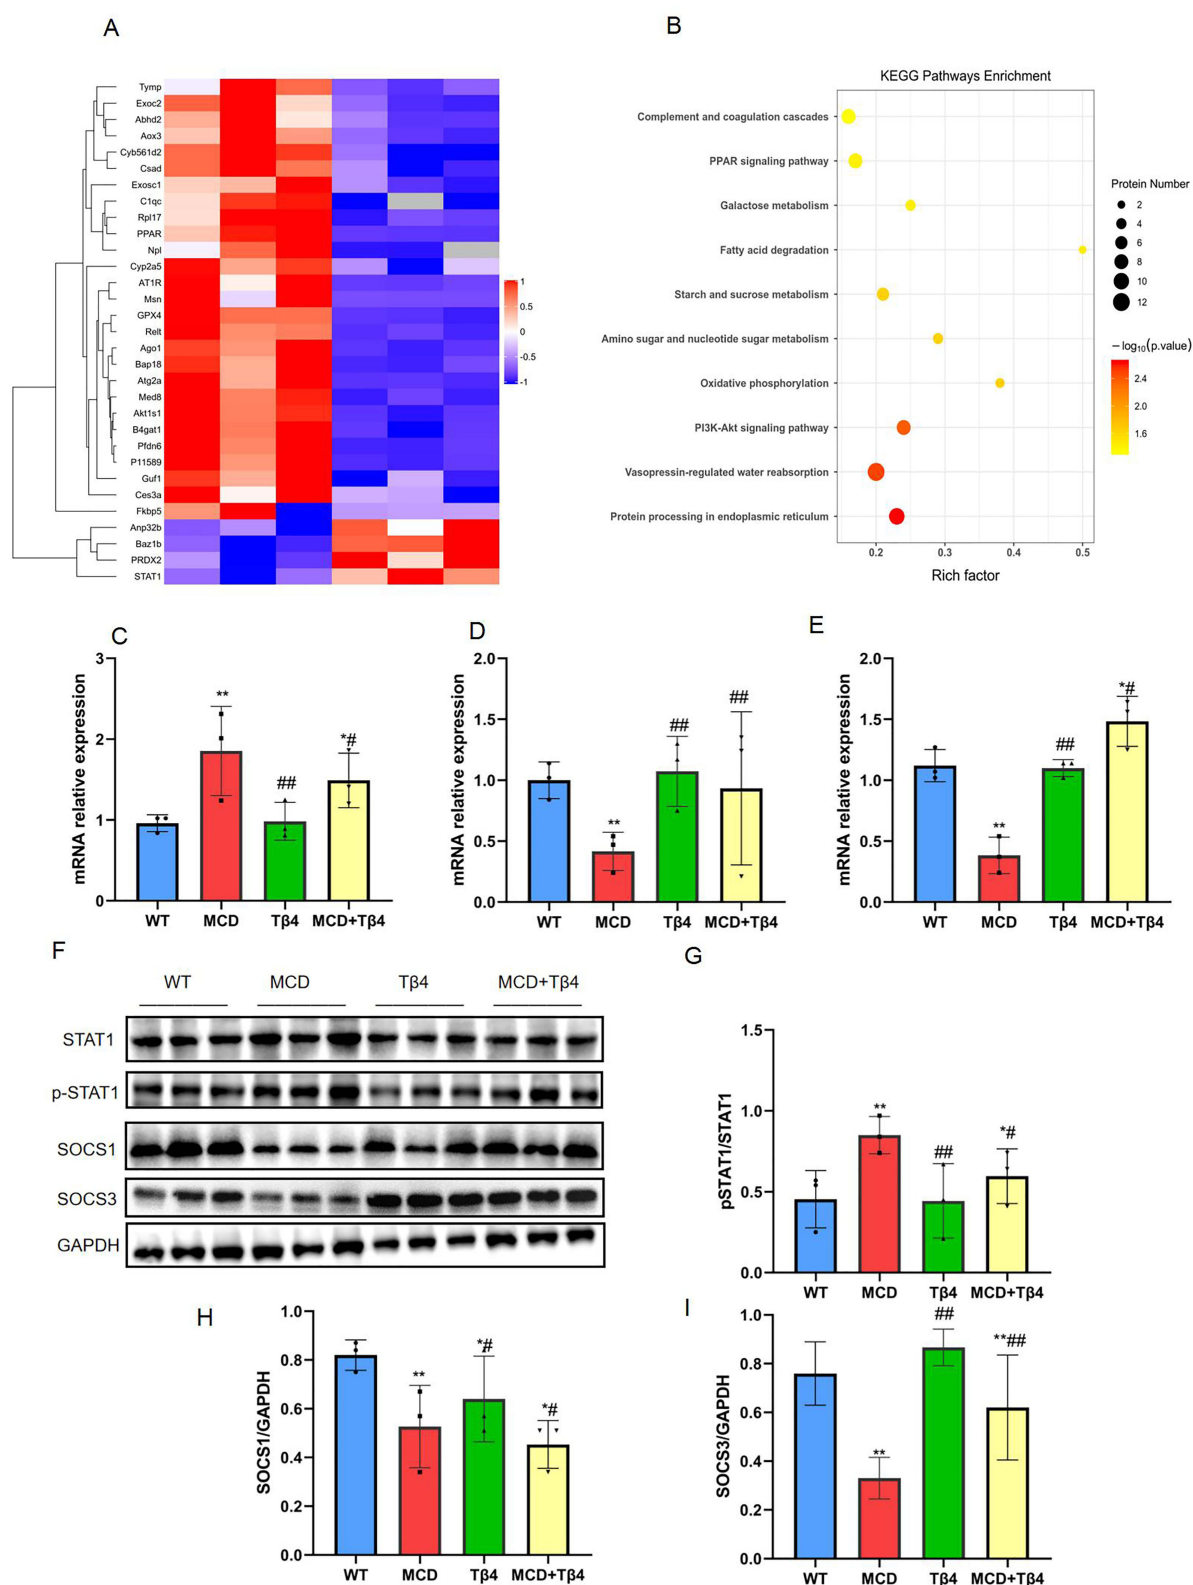 A
Tymp
Exoc2
Abhd2
Aox3
Cyb561d2
Csad
Exosc1
C1qc
Rpl17
PPAR
Npl
Cyp2a5
AT1R
Msn
GPX4
Relt
Ago1
Bap18
Atg2a
Med8
Akt1s1
B4gat1
Pfdn6
P11589
Guf1
Ces3a
Fkbp5
Anp32b
Baz1b
PRDX2
STAT1
1
0.5
0
-0.5
-1
B
KEGG Pathways Enrichment
Complement and coagulation cascades
PPAR signaling pathway
Galactose metabolism
Fatty acid degradation
Starch and sucrose metabolism
Amino sugar and nucleotide sugar metabolism
Oxidative phosphorylation
PI3K-Akt signaling pathway
Vasopressin-regulated water reabsorption
Protein processing in endoplasmic reticulum
0.2 0.3 0.4 0.5
Rich factor
Protein Number
2
4
6
8
10
12
−log10(p.value)
2.4
2.0
1.6
C
mRNA relative expression
3
2
1
0
**
##
*#
WT MCD Tβ4 MCD+Tβ4
D
mRNA relative expression
2.0
1.5
1.0
0.5
0.0
**
##
##
WT MCD Tβ4 MCD+Tβ4
E
mRNA relative expression
2.0
1.5
1.0
0.5
0.0
**
##
*#
WT MCD Tβ4 MCD+Tβ4
F
WT MCD Tβ4 MCD+Tβ4
STAT1
p-STAT1
SOCS1
SOCS3
GAPDH
G
pSTAT1/STAT1
1.5
1.0
0.5
0.0
**
##
*#
WT MCD Tβ4 MCD+Tβ4
H
SOCS1/GAPDH
1.0
0.8
0.6
0.4
0.2
0.0
**
*#
*#
WT MCD Tβ4 MCD+Tβ4
I
SOCS3/GAPDH
1.0
0.8
0.6
0.4
0.2
0.0
**
##
**##
WT MCD Tβ4 MCD+Tβ4